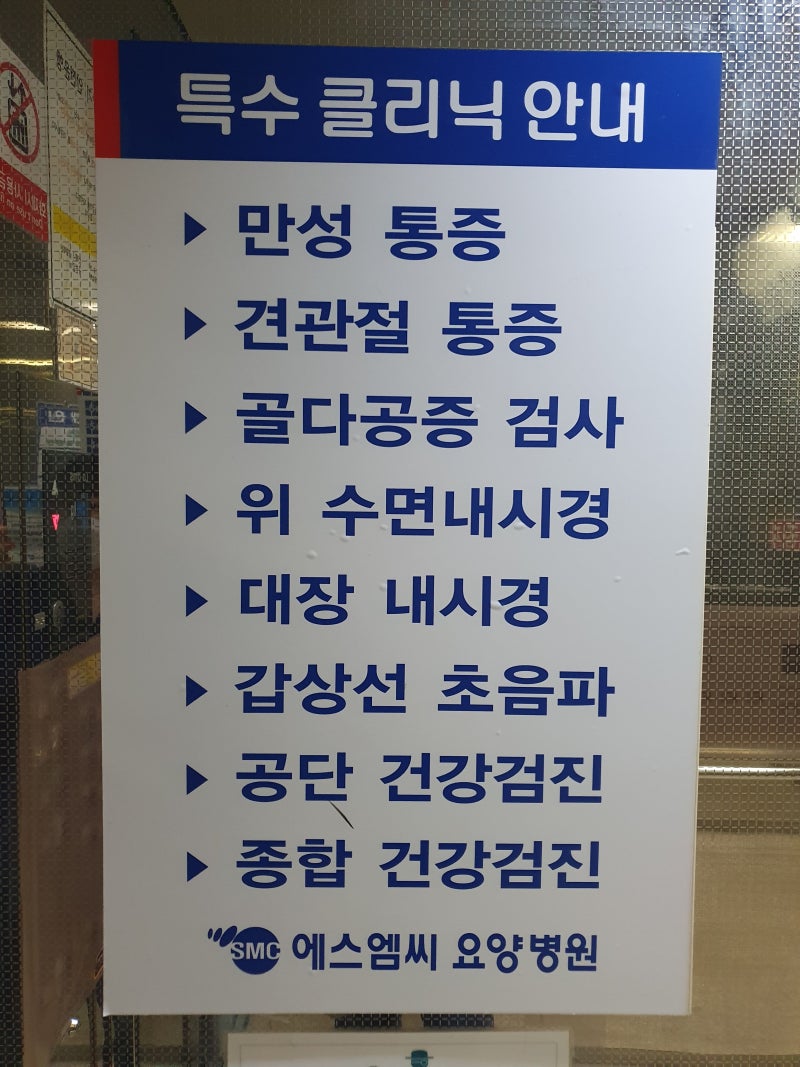 특수 클리닉 안내
▶ 만성 통증
▶ 견관절 통증
▶ 골다공증 검사
▶ 위 수면내시경
▶ 대장 내시경
▶ 갑상선 초음파
▶ 공단 건강검진
▶ 종합 건강검진
SMC 에스엠씨 요양병원